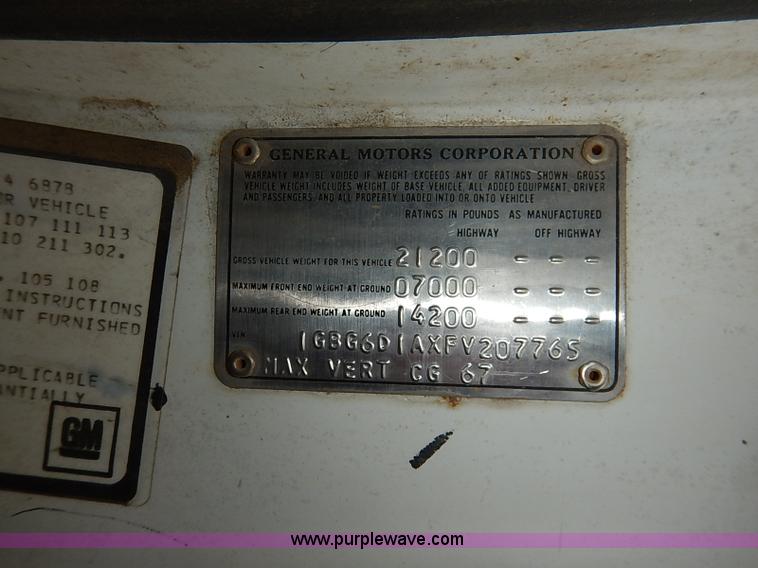 4 6878
R VEHICLE
107 111 113
10 211 302.
105 108
INSTRUCTIONS
NT FURNISHED
PPLICABLE
ANTIALLY
GM
GENERAL MOTORS CORPORATION
WARRANTY MAY BE VOIDED IF WEIGHT EXCEEDS ANY OF RATINGS SHOWN. GROSS
VEHICLE WEIGHT INCLUDES WEIGHT OF BASE VEHICLE, ALL ADDED EQUIPMENT, DRIVER
AND PASSENGERS, AND ALL PROPERTY LOADED INTO OR ONTO VEHICLE
RATINGS IN POUNDS AS MANUFACTURED
HIGHWAY OFF HIGHWAY
GROSS VEHICLE WEIGHT FOR THIS VEHICLE 21200 - - -
MAXIMUM FRONT END WEIGHT AT GROUND 07000 - - -
MAXIMUM REAR END WEIGHT AT GROUND 14200 - - -
VIN 1GBG6D1AXFV207765
MAX VERT CG 67
www.purplewave.com